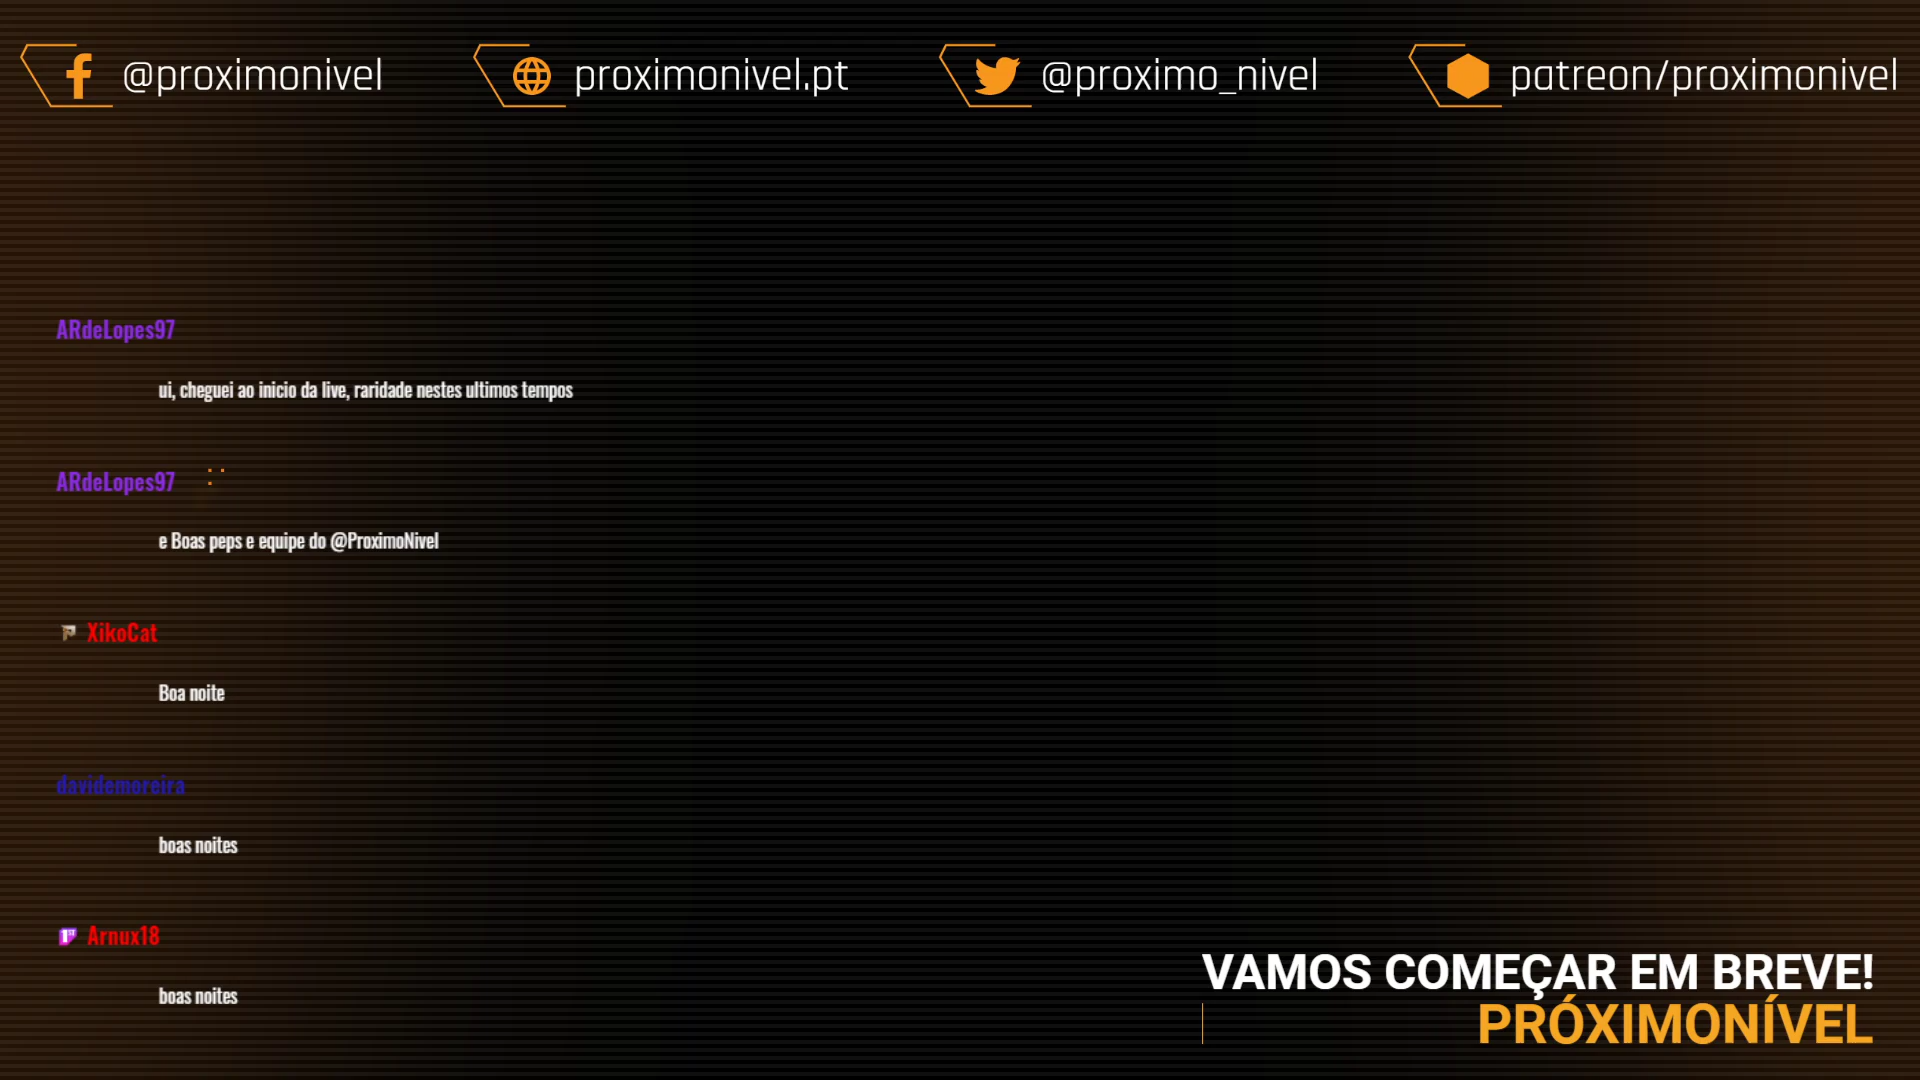 @proximonivel
proximonivel.pt
@proximo_nivel
patreon/proximonivel
ARdeLopes97
ui, cheguei ao inicio da live, raridade nestes ultimos tempos
ARdeLopes97
e Boas peps e equipe do @ProximoNivel
XikoCat
Boa noite
davidemoreira
boas noites
Arnux18
boas noites
VAMOS COMEÇAR EM BREVE!
PRÓXIMONÍVEL